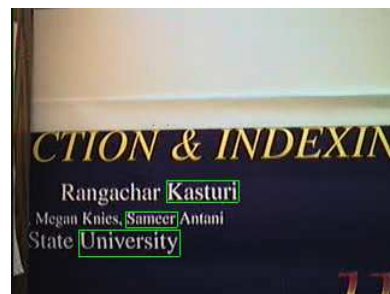 CTION & INDEXIN
Rangachar Kasturi
, Megan Knies, Sameer Antani
State University